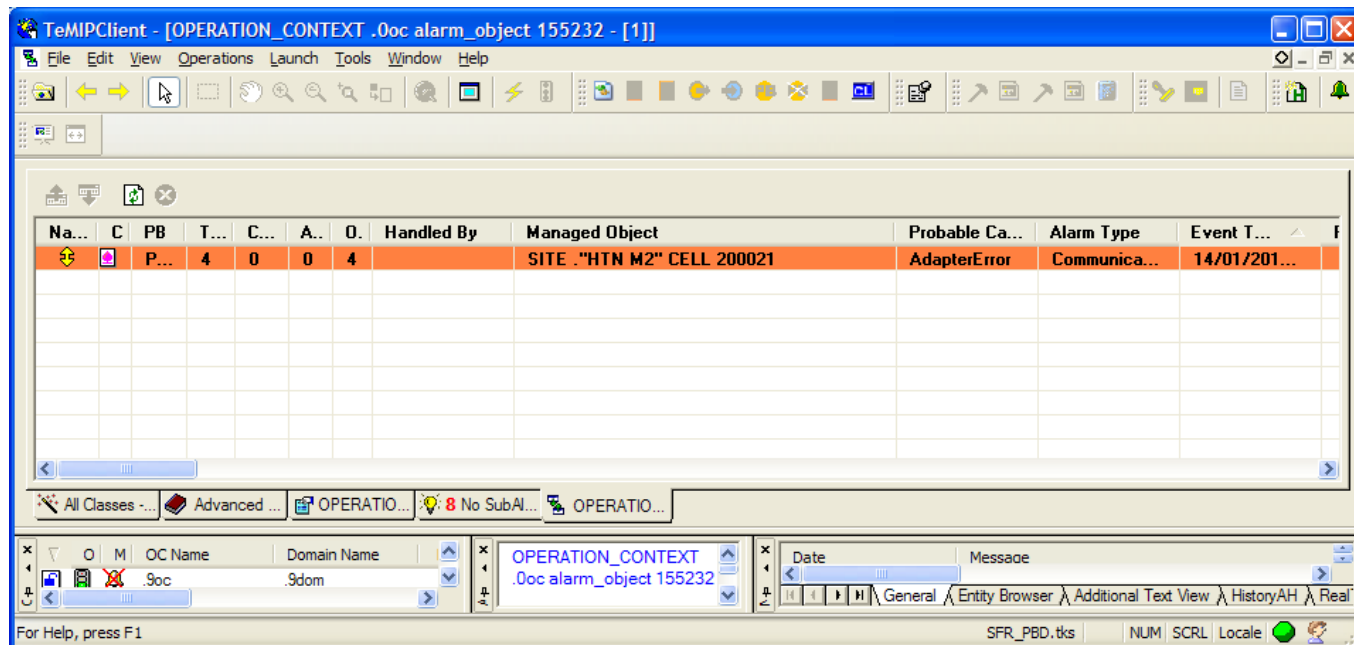 TeMIPClient - [OPERATION_CONTEXT .0oc alarm_object 155232 - [1]]
File Edit View Operations Launch Tools Window Help
Na... C PB T... C... A.. O. Handled By Managed Object Probable Ca... Alarm Type Event T...
P... 4 0 0 4 SITE ."HTN M2" CELL 200021 AdapterError Communica... 14/01/201...
All Classes -... Advanced ... OPERATIO... 8 No SubAl... OPERATIO...
O M OC Name Domain Name
.9oc .9dom
OPERATION_CONTEXT
.0oc alarm_object 155232
Date Message
General Entity Browser Additional Text View HistoryAH Real
For Help, press F1 SFR_PBD.tks NUM SCRL Locale